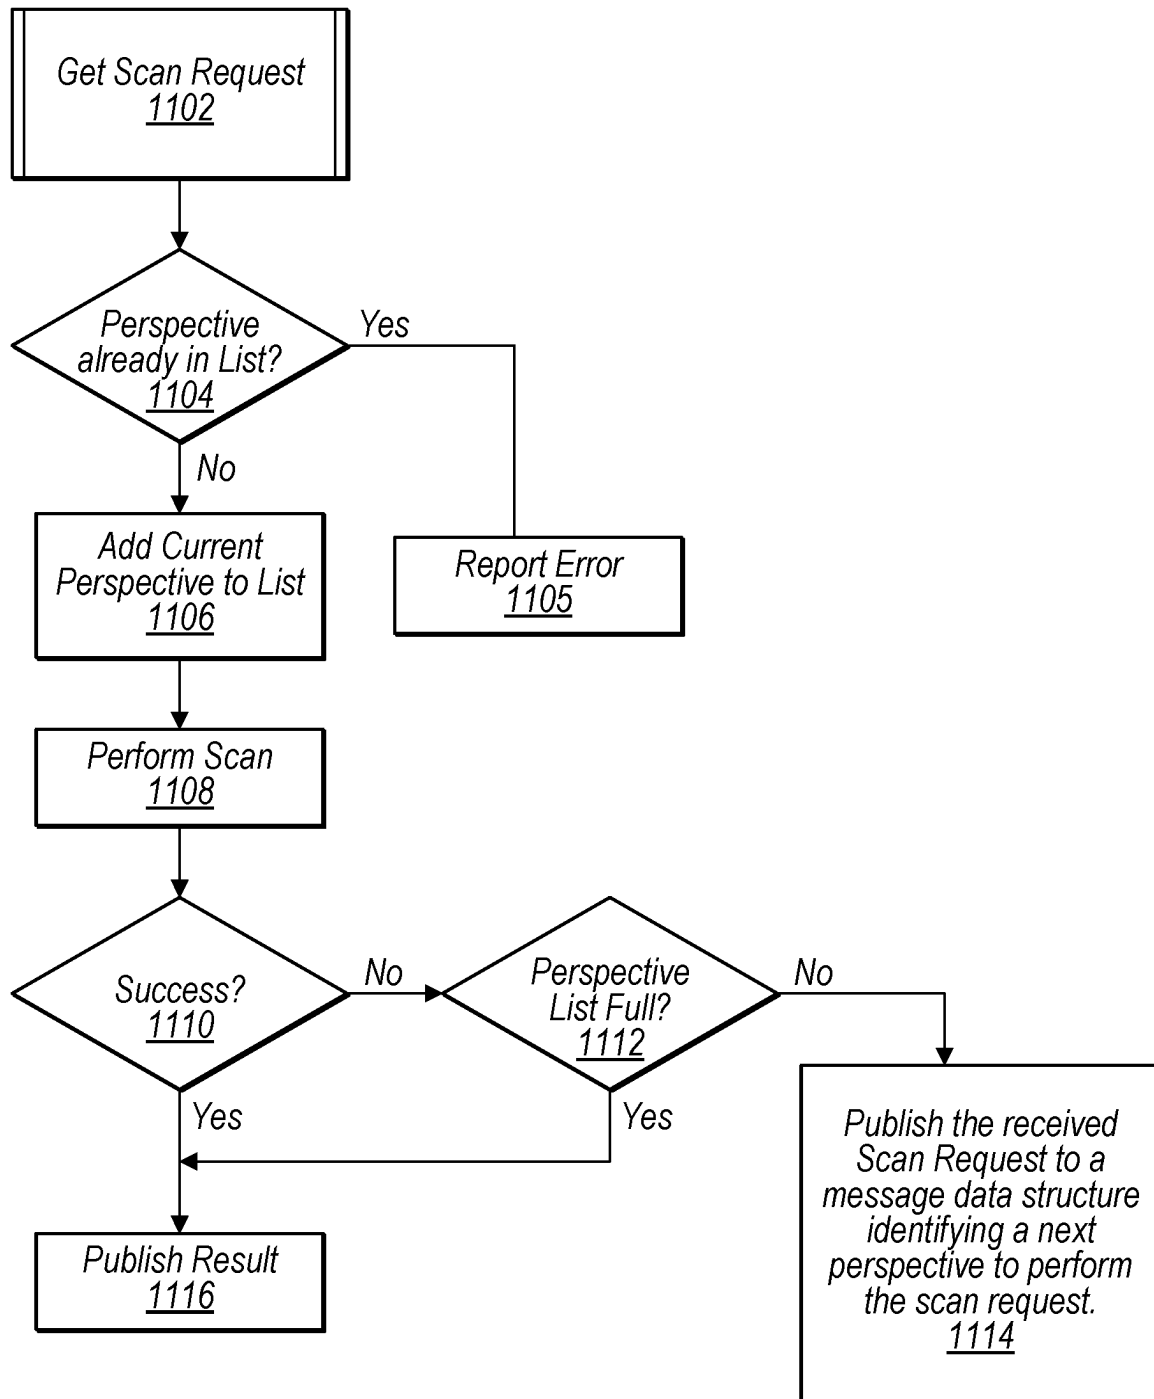 Get Scan Request
1102
Perspective
already in List?
1104
Yes
No
Add Current
Perspective to List
1106
Report Error
1105
Perform Scan
1108
Success?
1110
No
Perspective
List Full?
1112
No
Yes
Yes
Publish the received
Scan Request to a
message data structure
identifying a next
perspective to perform
the scan request.
1114
Publish Result
1116